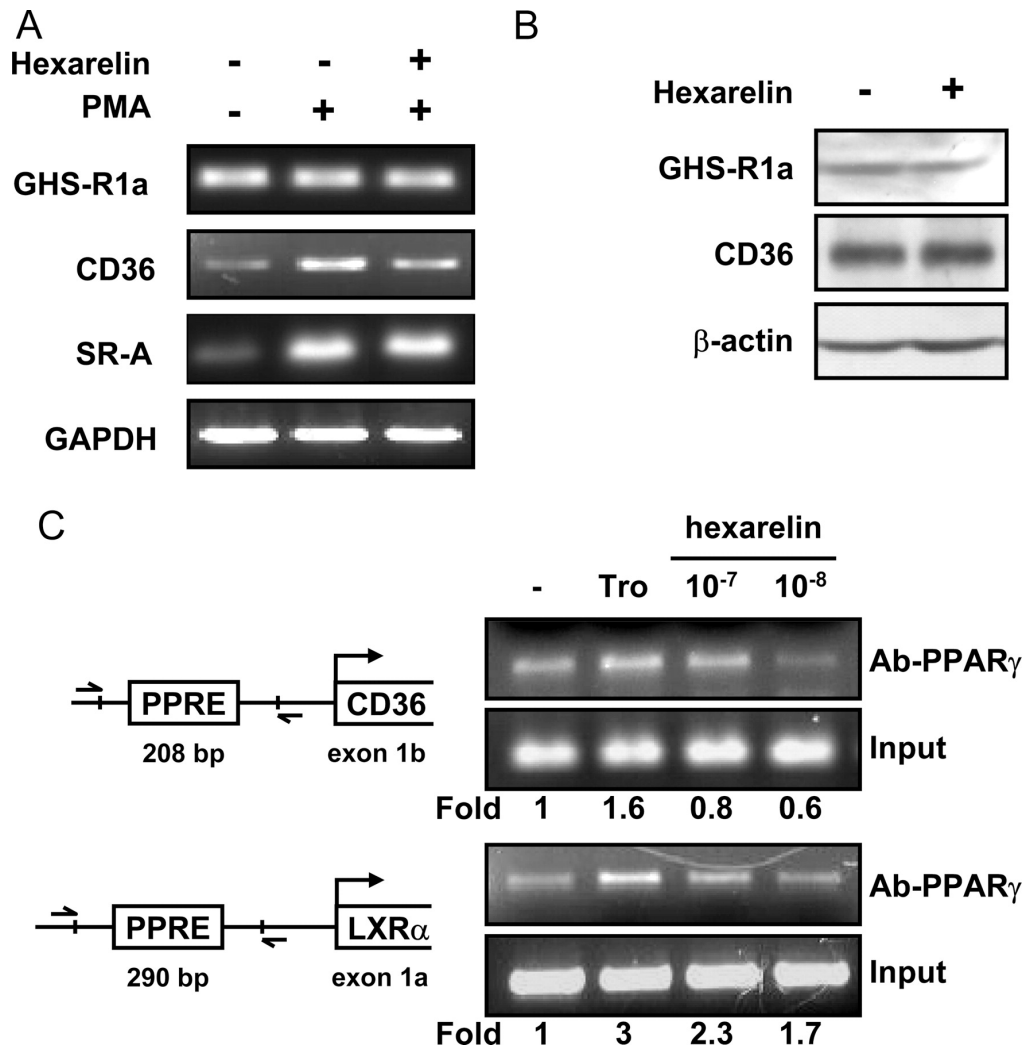 A
Hexarelin - - +
PMA - + +
GHS-R1a
CD36
SR-A
GAPDH
B
Hexarelin - +
GHS-R1a
CD36
β-actin
C
hexarelin
- Tro 10⁻⁷ 10⁻⁸
PPRE CD36
208 bp exon 1b
Ab-PPARγ
Input
Fold 1 1.6 0.8 0.6
PPRE LXRα
290 bp exon 1a
Ab-PPARγ
Input
Fold 1 3 2.3 1.7